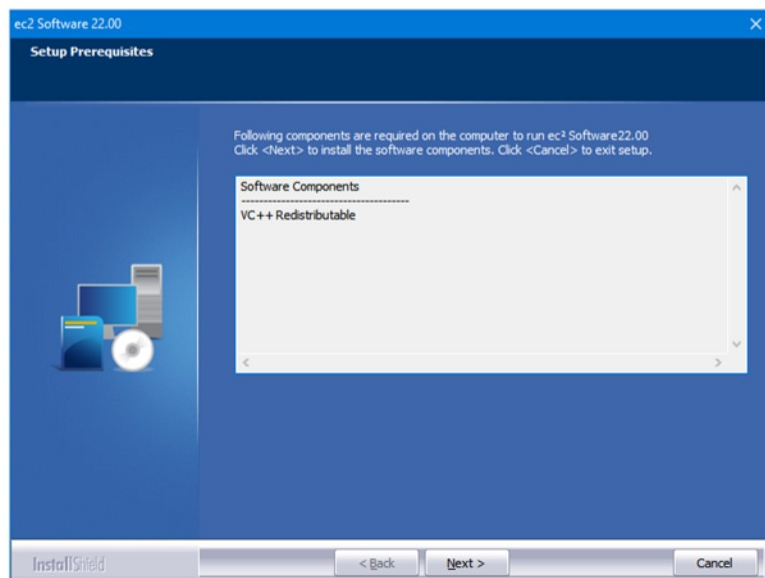 ec2 Software 22.00
Setup Prerequisites
Following components are required on the computer to run ec² Software22.00
Click <Next> to install the software components. Click <Cancel> to exit setup.
Software Components
--------------------------------------
VC++ Redistributable
InstallShield
< Back
Next >
Cancel